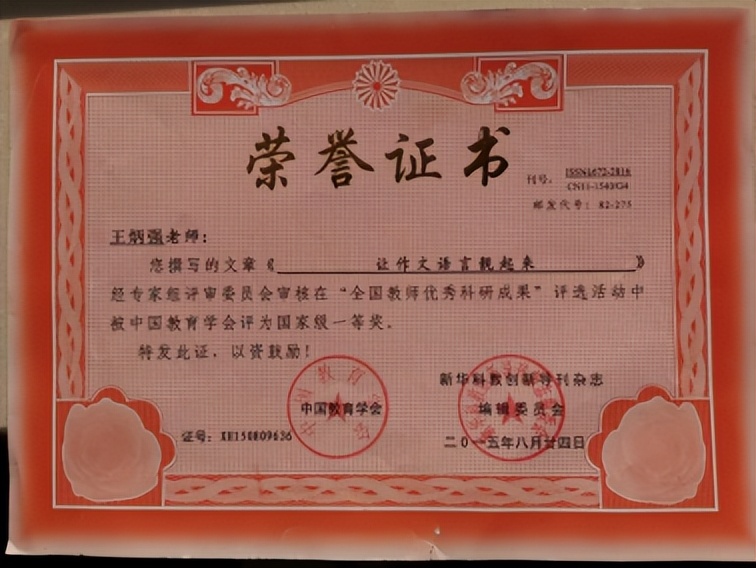 荣誉证书
刊号：ISSN1672-2816
CN11-1540/G4
邮发代号：82-275
王炳强老师：
您撰写的文章《让作文语言靓起来》
经专家组评审委员会审核在“全国教师优秀科研成果”评选活动中
被中国教育学会评为国家级一等奖。
特发此证，以资鼓励！
中国教育学会
新华科教创新导刊杂志
编辑委员会
证号：XH150809636
二0一五年八月廿四日